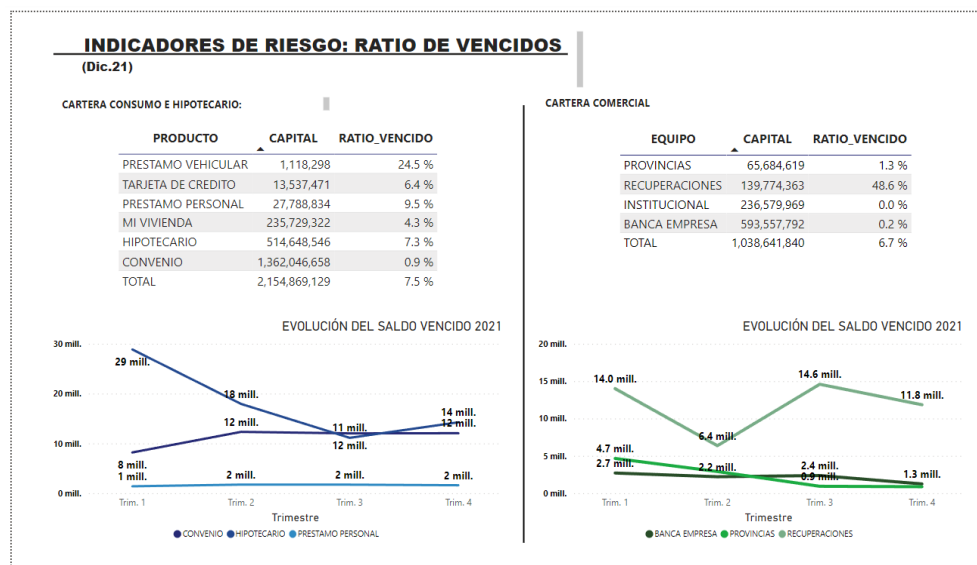 INDICADORES DE RIESGO: RATIO DE VENCIDOS
(Dic.21)
CARTERA CONSUMO E HIPOTECARIO:
PRODUCTO CAPITAL RATIO_VENCIDO
PRESTAMO VEHICULAR 1,118,298 24.5 %
TARJETA DE CREDITO 13,537,471 6.4 %
PRESTAMO PERSONAL 27,788,834 9.5 %
MI VIVIENDA 235,729,322 4.3 %
HIPOTECARIO 514,648,546 7.3 %
CONVENIO 1,362,046,658 0.9 %
TOTAL 2,154,869,129 7.5 %
EVOLUCIÓN DEL SALDO VENCIDO 2021
30 mill.
20 mill.
10 mill.
0 mill.
29 mill.
18 mill.
11 mill.
14 mill.
8 mill.
12 mill.
12 mill.
12 mill.
1 mill.
2 mill.
2 mill.
2 mill.
Trim. 1 Trim. 2 Trim. 3 Trim. 4
Trimestre
CONVENIO HIPOTECARIO PRESTAMO PERSONAL
CARTERA COMERCIAL
EQUIPO CAPITAL RATIO_VENCIDO
PROVINCIAS 65,684,619 1.3 %
RECUPERACIONES 139,774,363 48.6 %
INSTITUCIONAL 236,579,969 0.0 %
BANCA EMPRESA 593,557,792 0.2 %
TOTAL 1,038,641,840 6.7 %
EVOLUCIÓN DEL SALDO VENCIDO 2021
20 mill.
15 mill.
10 mill.
5 mill.
0 mill.
14.0 mill.
6.4 mill.
14.6 mill.
11.8 mill.
4.7 mill.
2.7 mill.
2.2 mill.
2.4 mill.
0.9 mill.
1.3 mill.
Trim. 1 Trim. 2 Trim. 3 Trim. 4
Trimestre
BANCA EMPRESA PROVINCIAS RECUPERACIONES